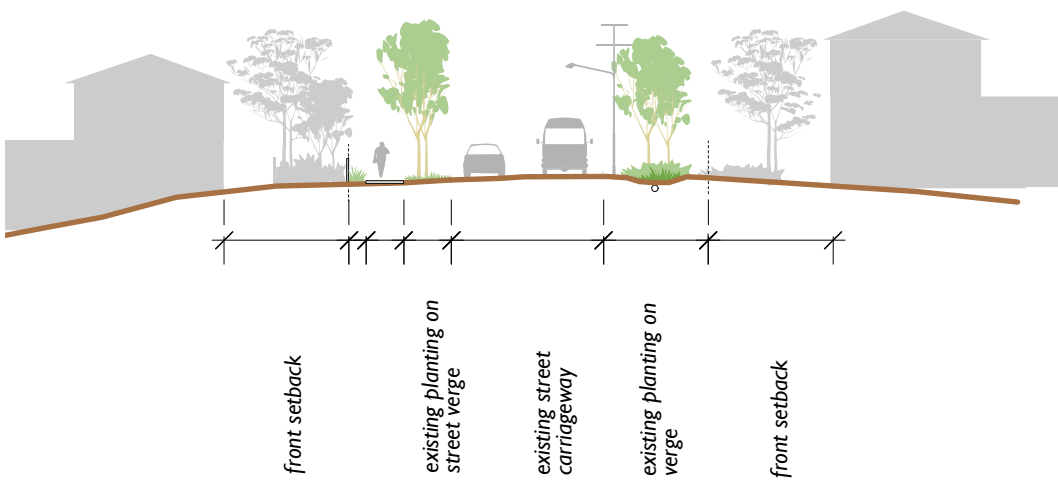 front setback
existing planting on
street verge
existing street
carriageway
existing planting on
verge
front setback